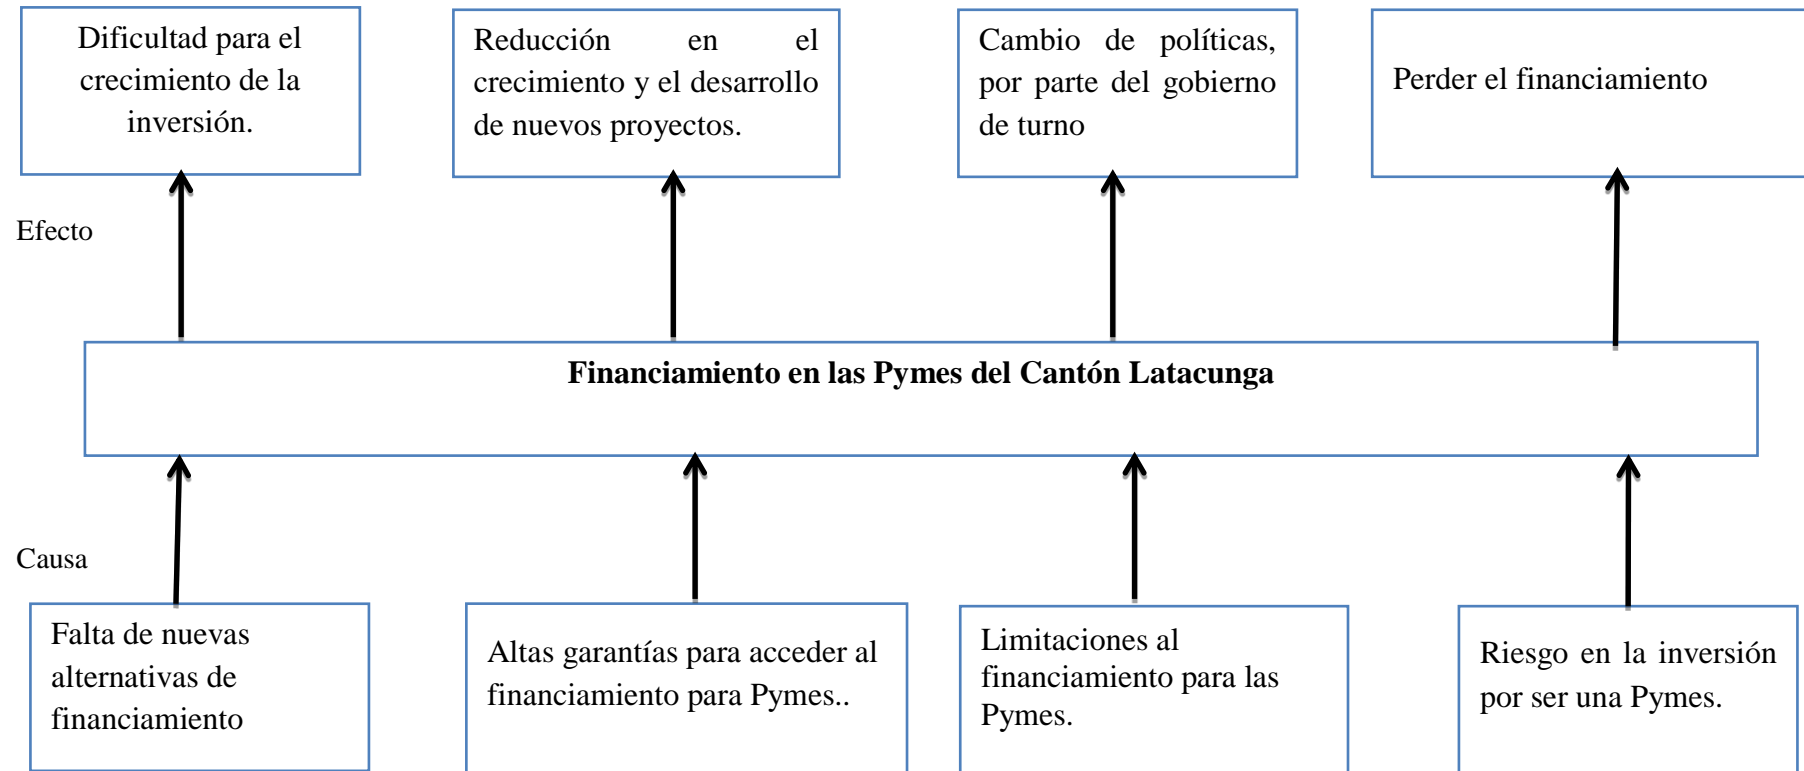 Dificultad para el
crecimiento de la
inversión.
Reducción en el
crecimiento y el desarrollo
de nuevos proyectos.
Cambio de políticas,
por parte del gobierno
de turno
Perder el financiamiento
Efecto
Financiamiento en las Pymes del Cantón Latacunga
Causa
Falta de nuevas
alternativas de
financiamiento
Altas garantías para acceder al
financiamiento para Pymes..
Limitaciones al
financiamiento para las
Pymes.
Riesgo en la inversión
por ser una Pymes.